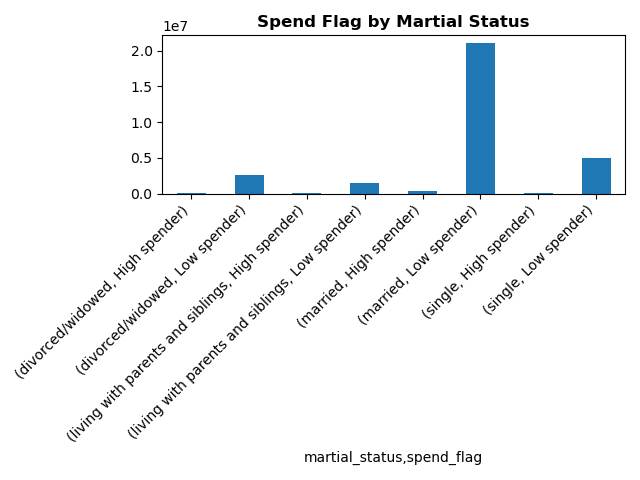 Spend Flag by Martial Status
1e7
2.0
1.5
1.0
0.5
0.0
(divorced/widowed, High spender)
(divorced/widowed, Low spender)
(living with parents and siblings, High spender)
(living with parents and siblings, Low spender)
(married, High spender)
(married, Low spender)
(single, High spender)
(single, Low spender)
martial_status,spend_flag